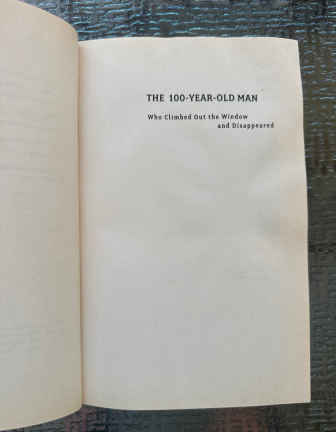 THE 100-YEAR-OLD MAN
Who Climbed Out the Window
and Disappeared